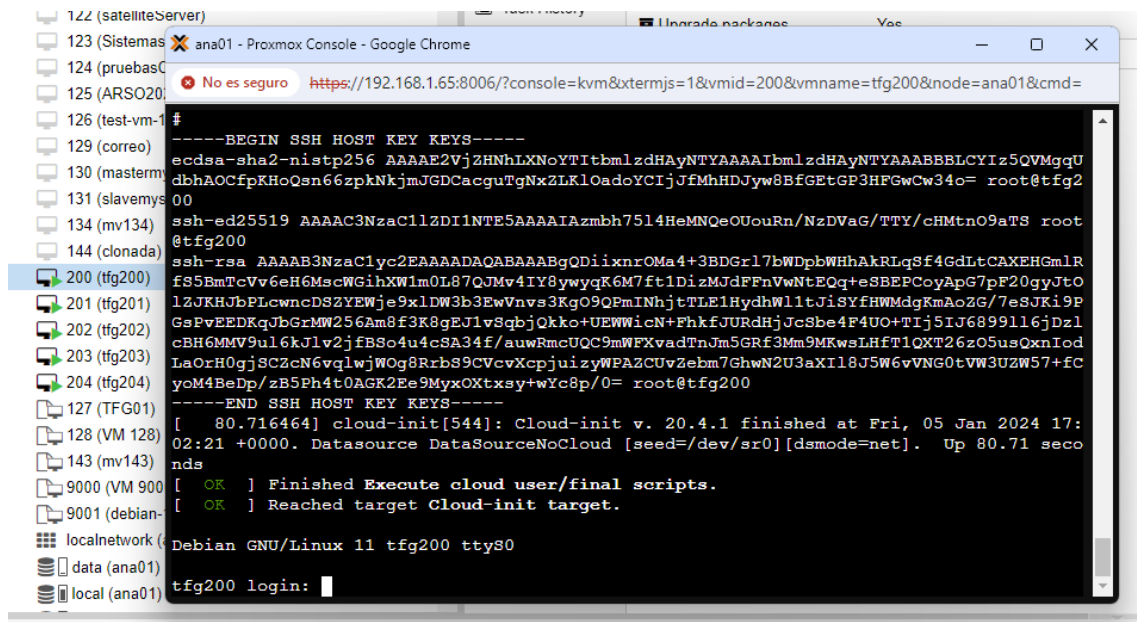 122 (satelliteServer)
Task History
Upgrade packages Yes
123 (Sistemas
124 (pruebasC
125 (ARSO20
126 (test-vm-1
129 (correo)
130 (mastermy
131 (slavemys
134 (mv134)
144 (clonada)
200 (tfg200)
201 (tfg201)
202 (tfg202)
203 (tfg203)
204 (tfg204)
127 (TFG01)
128 (VM 128)
143 (mv143)
9000 (VM 900
9001 (debian-
localnetwork (
data (ana01)
local (ana01)
ana01 - Proxmox Console - Google Chrome
No es seguro https://192.168.1.65:8006/?console=kvm&xtermjs=1&vmid=200&vmname=tfg200&node=ana01&cmd=
#
-----BEGIN SSH HOST KEY KEYS-----
ecdsa-sha2-nistp256 AAAAE2VjZHNhLXNoYTItbmlzdHAyNTYAAAAIbmlzdHAyNTYAAABBBLCYIz5QVMgqU
dbhAOCfpKHoQsn66zpkNkjmJGDCacguTgNxZLKlOadoYCIjJfMhHDJyw8BfGEtGP3HFGwCw34o= root@tfg2
00
ssh-ed25519 AAAAC3NzaC1lZDI1NTE5AAAAIAzmbh75l4HeMNQeOUouRn/NzDVaG/TTY/cHMtnO9aTS root
@tfg200
ssh-rsa AAAAB3NzaC1yc2EAAAADAQABAAABgQDiixnrOMa4+3BDGrl7bWDpbWHhAkRLqSf4GdLtCAXEHGmlR
fS5BmTcVv6eH6MscWGihXW1m0L87QJMv4IY8ywyqK6M7ft1DizMJdFFnVwNtEQq+eSBEPCoyApG7pF20gyJtO
lZJKHJbPLcwncDSZYEWje9xlDW3b3EwVnvs3KgO9QPmINhjtTLE1HydhWl1tJiSYfHWMdgKmAoZG/7eSJKi9P
GsPvEEDKqJbGrMW256Am8f3K8gEJ1vSqbjQkko+UEWWicN+FhkfJURdHjJcSbe4F4UO+TIj5IJ6899ll6jDzl
cBH6MMV9ul6kJlv2jfBSo4u4cSA34f/auwRmcUQC9mWFXvadTnJm5GRf3Mm9MKwsLHfT1QXT26zO5usQxnIod
LaOrH0gjSCZcN6vqlwjWOg8RrbS9CVcvXcpjuizyWPAZCUvZebm7GhwN2U3aXIl8J5W6vVNG0tVW3UZW57+fC
yoM4BeDp/zB5Ph4t0AGK2Ee9MyxOXtxsy+wYc8p/0= root@tfg200
-----END SSH HOST KEY KEYS-----
[   80.716464] cloud-init[544]: Cloud-init v. 20.4.1 finished at Fri, 05 Jan 2024 17:
02:21 +0000. Datasource DataSourceNoCloud [seed=/dev/sr0][dsmode=net].  Up 80.71 seco
nds
[  OK  ] Finished Execute cloud user/final scripts.
[  OK  ] Reached target Cloud-init target.
Debian GNU/Linux 11 tfg200 ttyS0
tfg200 login: